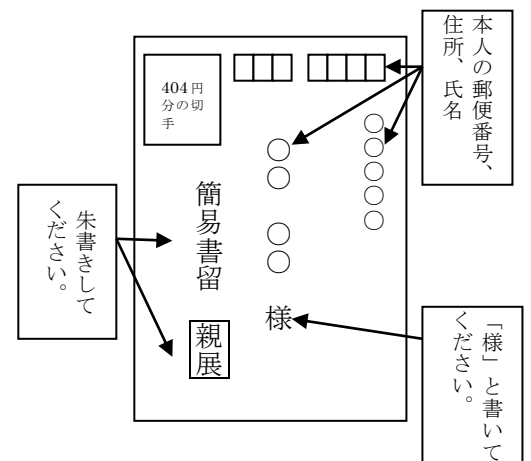 本人の郵便番号、
住所、氏名
404円
分の切
手
○○○○○
○○ ○○ 様
簡易書留 親展
朱書きして
ください。
「様」と書いて
ください。